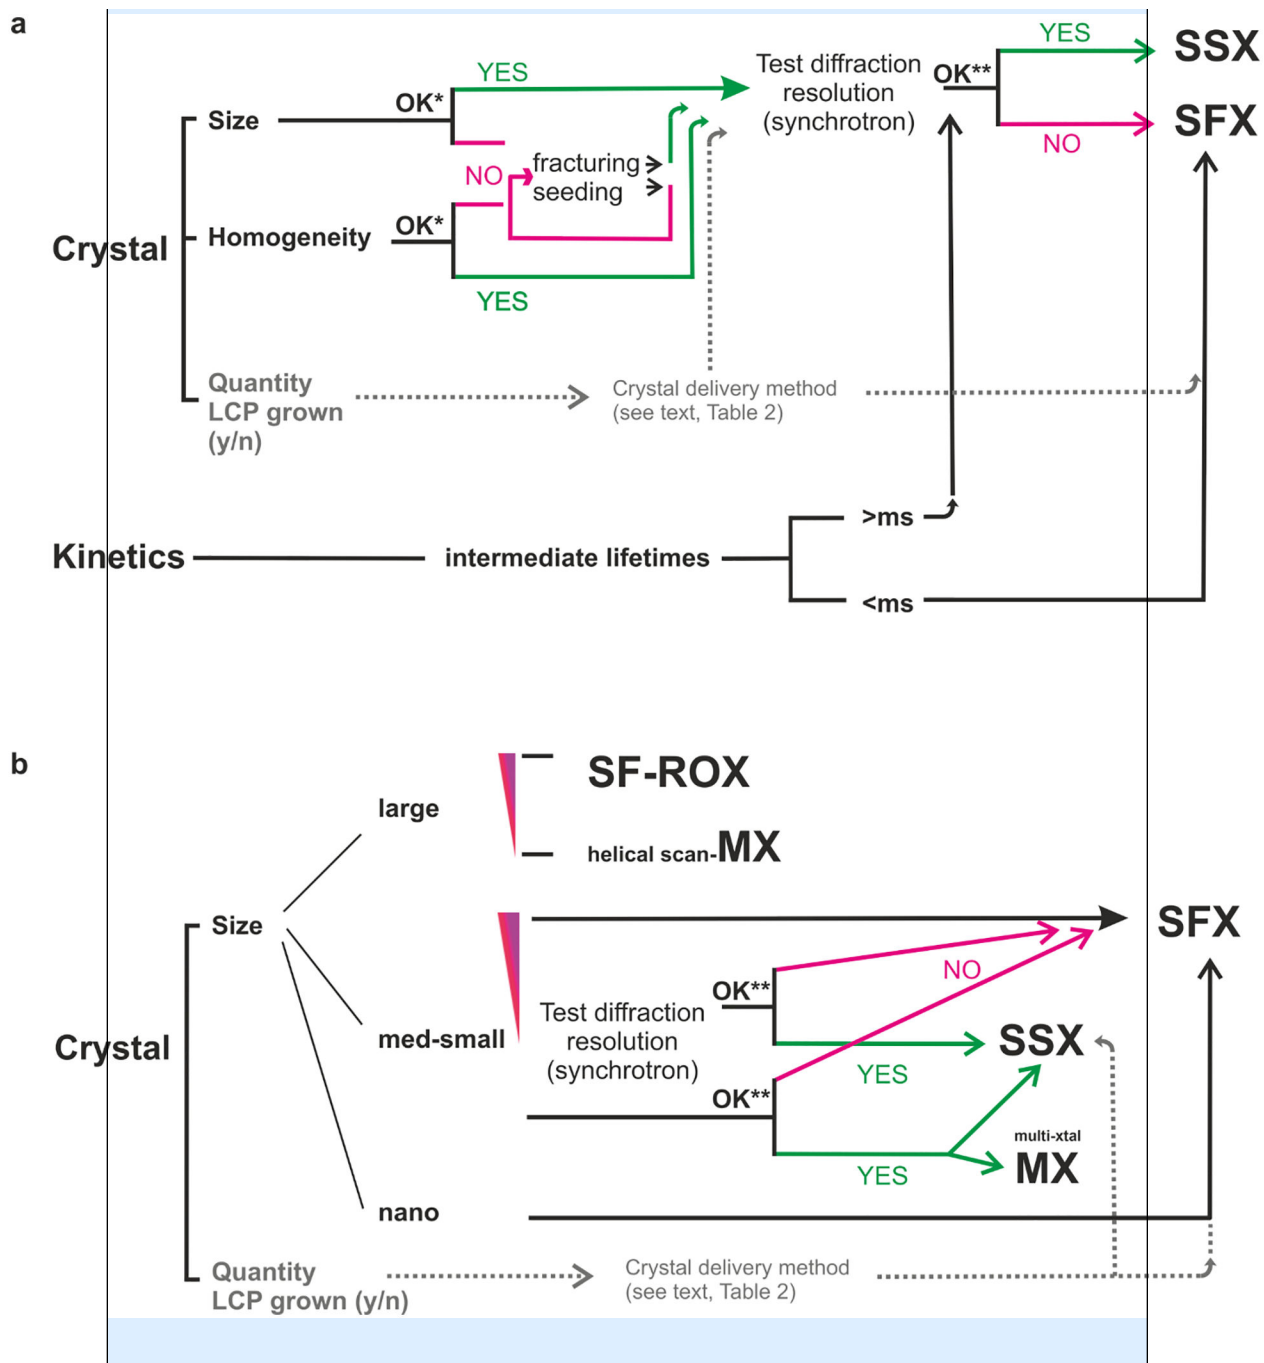 a
YES
Test diffraction
resolution
(synchrotron)
OK**
YES
SSX
SFX
NO
Size
OK*
NO
fracturing
seeding
Crystal
Homogeneity
OK*
YES
Quantity
LCP grown
(y/n)
Crystal delivery method
(see text, Table 2)
Kinetics
intermediate lifetimes
>ms
<ms
b
large
SF-ROX
helical scan-MX
Size
SFX
NO
OK**
Test diffraction
resolution
(synchrotron)
med-small
Crystal
SSX
YES
OK**
multi-xtal
MX
YES
nano
Quantity
LCP grown (y/n)
Crystal delivery method
(see text, Table 2)